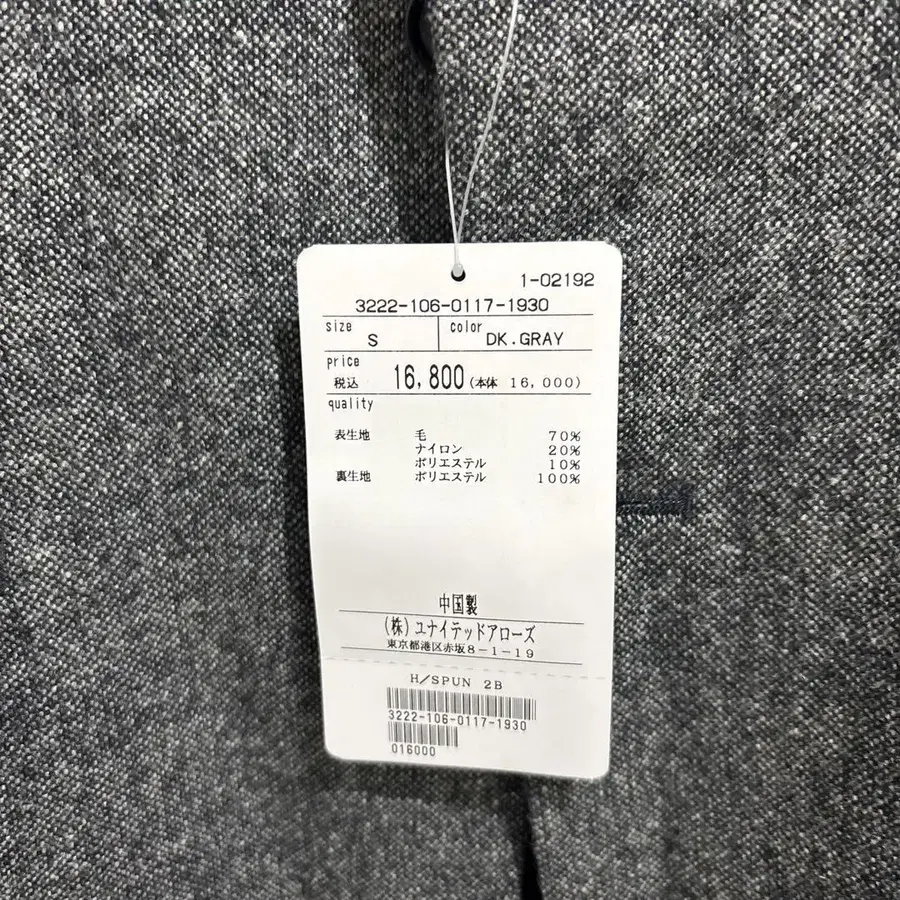 1-02192
3222-106-0117-1930
size S color DK.GRAY
price
税込 16,800 (本体 16,000)
quality
表生地 毛 70%
ナイロン 20%
ポリエステル 10%
裏生地 ポリエステル 100%
中国製
(株)ユナイテッドアローズ
東京都港区赤坂8-1-19
H/SPUN 2B
3222-106-0117-1930
016000